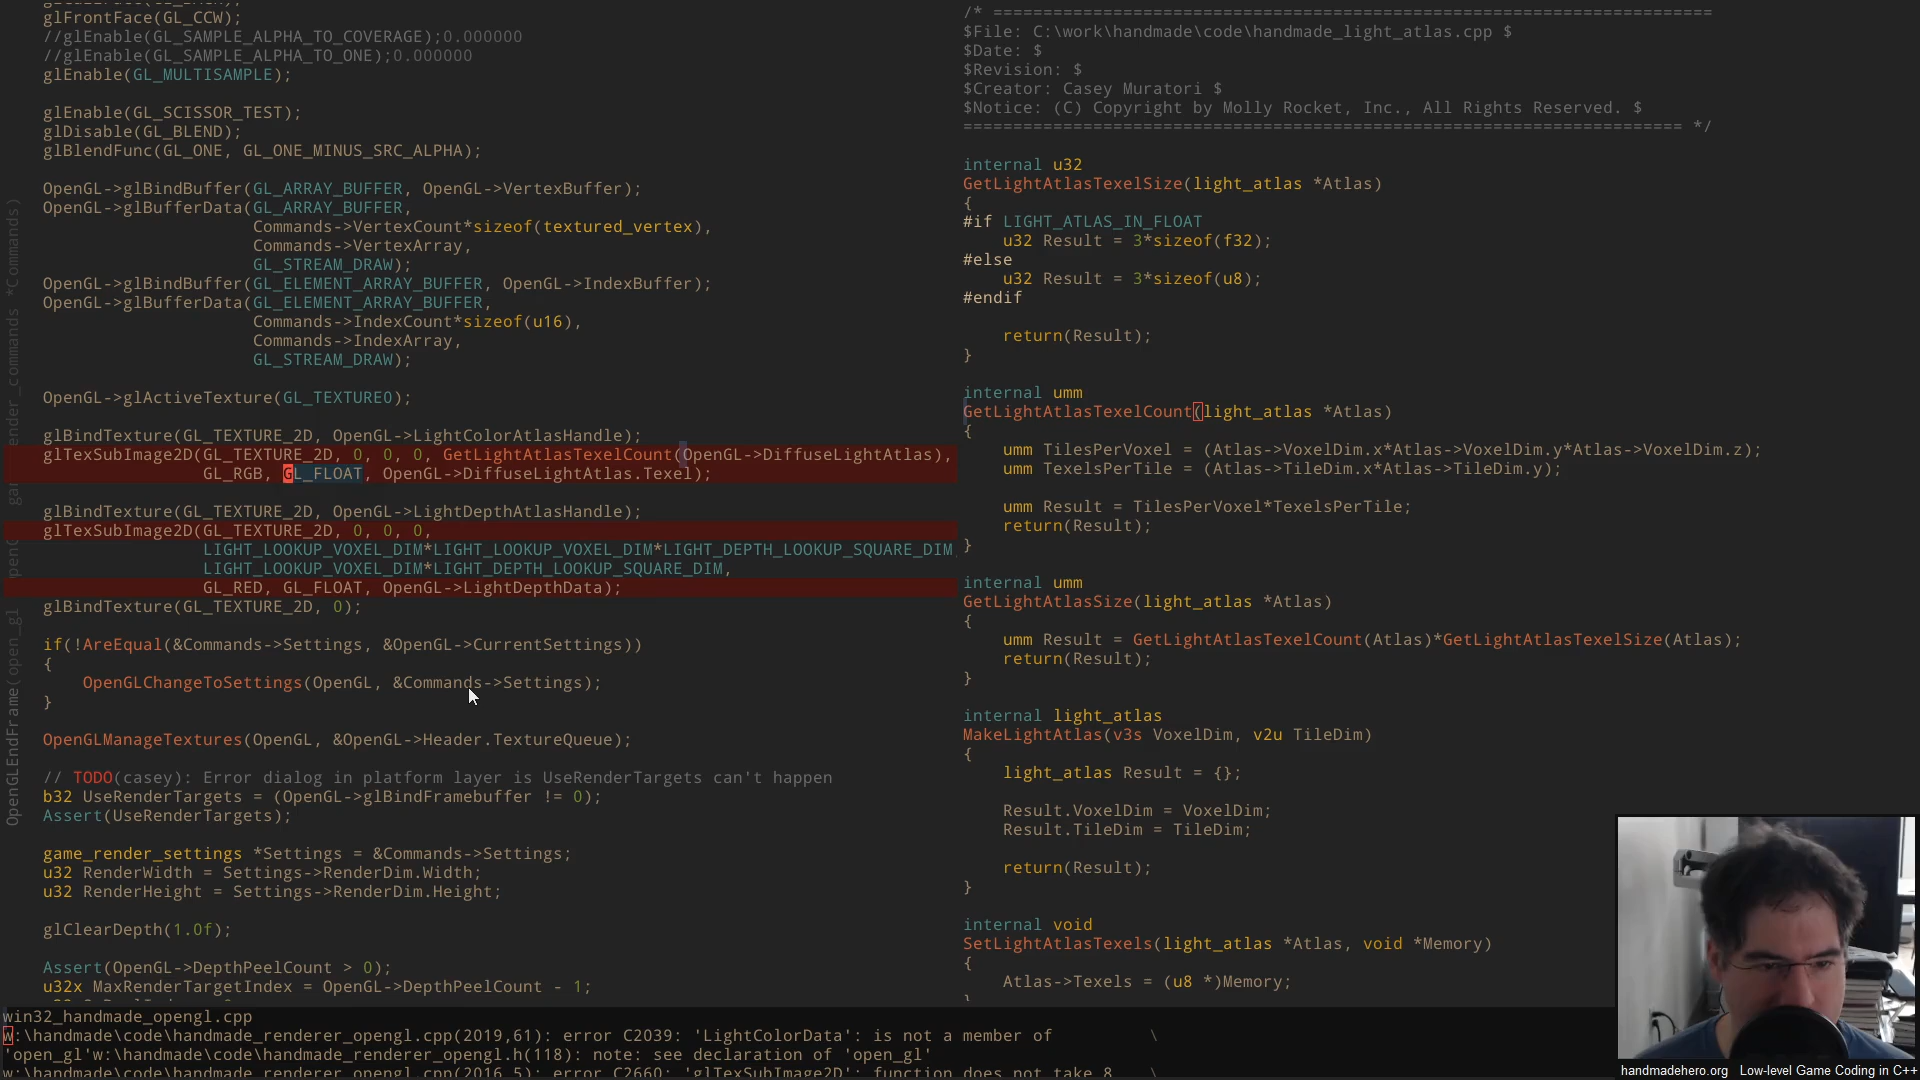 glFrontFace(GL_CCW);
//glEnable(GL_SAMPLE_ALPHA_TO_COVERAGE);0.000000
//glEnable(GL_SAMPLE_ALPHA_TO_ONE);0.000000
glEnable(GL_MULTISAMPLE);
glEnable(GL_SCISSOR_TEST);
glDisable(GL_BLEND);
glBlendFunc(GL_ONE, GL_ONE_MINUS_SRC_ALPHA);
OpenGL->glBindBuffer(GL_ARRAY_BUFFER, OpenGL->VertexBuffer);
OpenGL->glBufferData(GL_ARRAY_BUFFER,
Commands->VertexCount*sizeof(textured_vertex),
Commands->VertexArray,
GL_STREAM_DRAW);
OpenGL->glBindBuffer(GL_ELEMENT_ARRAY_BUFFER, OpenGL->IndexBuffer);
OpenGL->glBufferData(GL_ELEMENT_ARRAY_BUFFER,
Commands->IndexCount*sizeof(u16),
Commands->IndexArray,
GL_STREAM_DRAW);
OpenGL->glActiveTexture(GL_TEXTURE0);
glBindTexture(GL_TEXTURE_2D, OpenGL->LightColorAtlasHandle);
glTexSubImage2D(GL_TEXTURE_2D, 0, 0, 0, GetLightAtlasTexelCount(OpenGL->DiffuseLightAtlas),
GL_RGB, GL_FLOAT, OpenGL->DiffuseLightAtlas.Texel);
glBindTexture(GL_TEXTURE_2D, OpenGL->LightDepthAtlasHandle);
glTexSubImage2D(GL_TEXTURE_2D, 0, 0, 0,
LIGHT_LOOKUP_VOXEL_DIM*LIGHT_LOOKUP_VOXEL_DIM*LIGHT_DEPTH_LOOKUP_SQUARE_DIM,
LIGHT_LOOKUP_VOXEL_DIM*LIGHT_DEPTH_LOOKUP_SQUARE_DIM,
GL_RED, GL_FLOAT, OpenGL->LightDepthData);
glBindTexture(GL_TEXTURE_2D, 0);
if(!AreEqual(&Commands->Settings, &OpenGL->CurrentSettings))
{
OpenGLChangeToSettings(OpenGL, &Commands->Settings);
}
OpenGLManageTextures(OpenGL, &OpenGL->Header.TextureQueue);
// TODO(casey): Error dialog in platform layer is UseRenderTargets can't happen
b32 UseRenderTargets = (OpenGL->glBindFramebuffer != 0);
Assert(UseRenderTargets);
game_render_settings *Settings = &Commands->Settings;
u32 RenderWidth = Settings->RenderDim.Width;
u32 RenderHeight = Settings->RenderDim.Height;
glClearDepth(1.0f);
Assert(OpenGL->DepthPeelCount > 0);
u32x MaxRenderTargetIndex = OpenGL->DepthPeelCount - 1;
/* ========================================================================
$File: C:\work\handmade\code\handmade_light_atlas.cpp $
$Date: $
$Revision: $
$Creator: Casey Muratori $
$Notice: (C) Copyright by Molly Rocket, Inc., All Rights Reserved. $
======================================================================== */
internal u32
GetLightAtlasTexelSize(light_atlas *Atlas)
{
#if LIGHT_ATLAS_IN_FLOAT
u32 Result = 3*sizeof(f32);
#else
u32 Result = 3*sizeof(u8);
#endif
return(Result);
}
internal umm
GetLightAtlasTexelCount(light_atlas *Atlas)
{
umm TilesPerVoxel = (Atlas->VoxelDim.x*Atlas->VoxelDim.y*Atlas->VoxelDim.z);
umm TexelsPerTile = (Atlas->TileDim.x*Atlas->TileDim.y);
umm Result = TilesPerVoxel*TexelsPerTile;
return(Result);
}
internal umm
GetLightAtlasSize(light_atlas *Atlas)
{
umm Result = GetLightAtlasTexelCount(Atlas)*GetLightAtlasTexelSize(Atlas);
return(Result);
}
internal light_atlas
MakeLightAtlas(v3s VoxelDim, v2u TileDim)
{
light_atlas Result = {};
Result.VoxelDim = VoxelDim;
Result.TileDim = TileDim;
return(Result);
}
internal void
SetLightAtlasTexels(light_atlas *Atlas, void *Memory)
{
Atlas->Texels = (u8 *)Memory;
win32_handmade_opengl.cpp
w:\handmade\code\handmade_renderer_opengl.cpp(2019,61): error C2039: 'LightColorData': is not a member of \
'open_gl'w:\handmade\code\handmade_renderer_opengl.h(118): note: see declaration of 'open_gl'
w:\handmade\code\handmade_renderer_opengl.cpp(2016,5): error C2660: 'glTexSubImage2D': function does not take 8 \
handmadehero.org Low-level Game Coding in C++